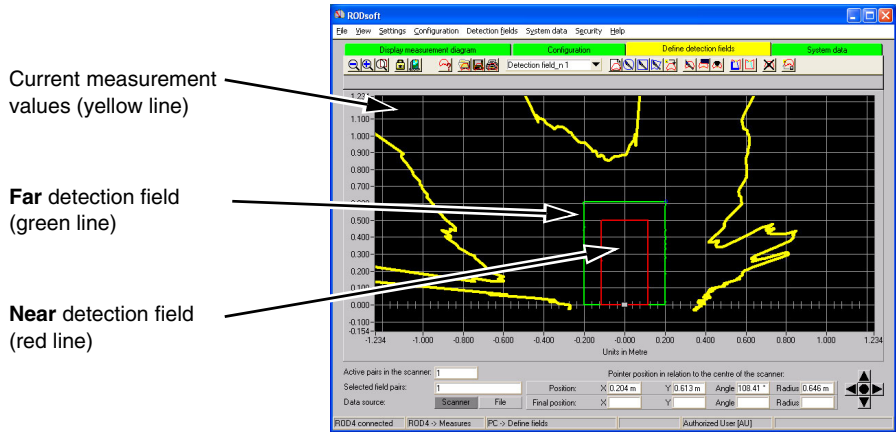 RODsoft
File View Settings Configuration Detection fields System data Security Help
Display measurement diagram Configuration Define detection fields System data
Detection field_n 1
Current measurement
values (yellow line)
Far detection field
(green line)
Near detection field
(red line)
1.234
1.100
1.000
0.900
0.800
0.700
0.500
0.400
0.300
0.200
0.100
0.000
-0.100
-0.154
-1.234 -1.000 -0.800 -0.600 -0.400 -0.200 -0.000 0.200 0.400 0.600 0.800 1.000 1.234
Units in Metre
Active pairs in the scanner: 1 Pointer position in relation to the centre of the scanner:
Selected field pairs: 1 Position: X 0.204 m Y 0.613 m Angle 108.41 ° Radius 0.646 m
Data source: Scanner File Final position: X Y Angle Radius
ROD4 connected ROD4 -> Measures PC -> Define fields Authorized User [AU]